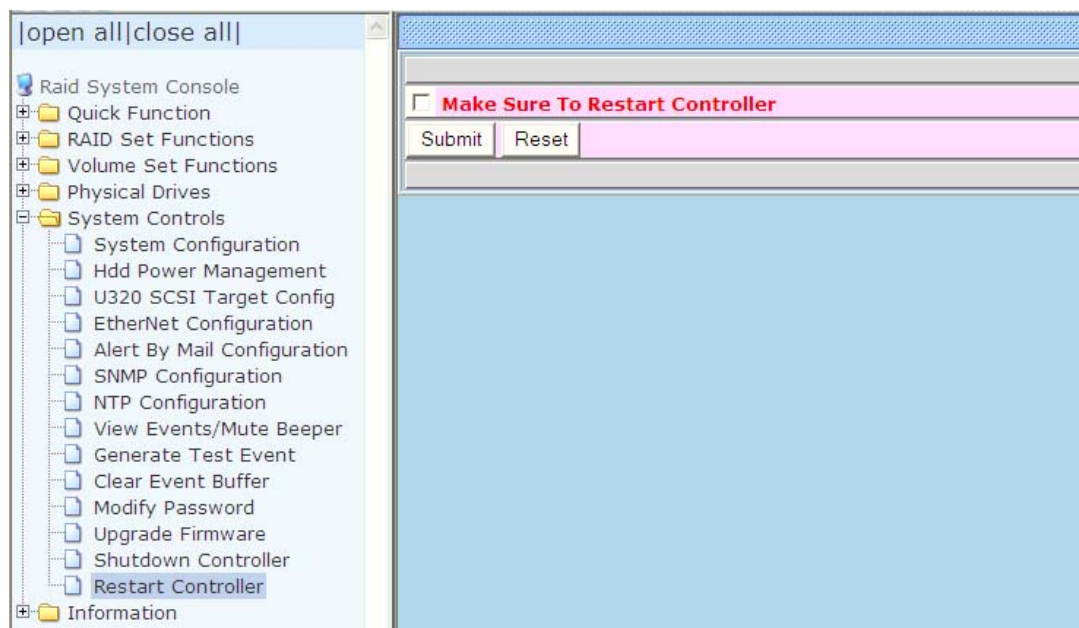 |open all|close all|
Raid System Console
Quick Function
RAID Set Functions
Volume Set Functions
Physical Drives
System Controls
System Configuration
Hdd Power Management
U320 SCSI Target Config
EtherNet Configuration
Alert By Mail Configuration
SNMP Configuration
NTP Configuration
View Events/Mute Beeper
Generate Test Event
Clear Event Buffer
Modify Password
Upgrade Firmware
Shutdown Controller
Restart Controller
Information
Make Sure To Restart Controller
Submit Reset